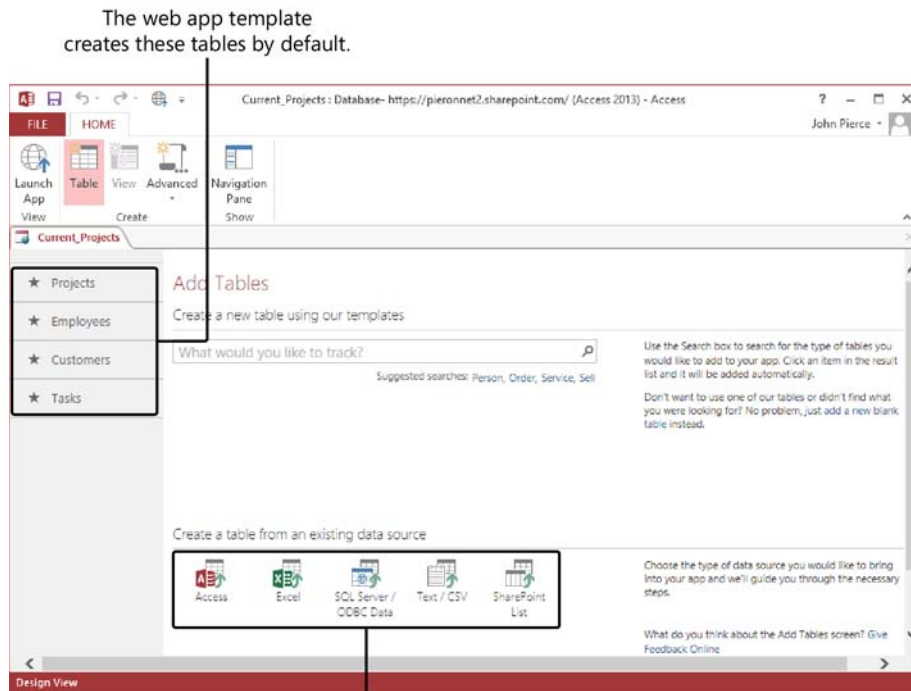 The web app template
creates these tables by default.
Current_Projects : Database- https://pieronnet2.sharepoint.com/ (Access 2013) - Access
?
FILE
HOME
John Pierce
Launch App
Table
View
Advanced
Navigation Pane
View
Create
Show
Current_Projects
Projects
Employees
Customers
Tasks
Add Tables
Create a new table using our templates
What would you like to track?
Suggested searches: Person, Order, Service, Sell
Use the Search box to search for the type of tables you
would like to add to your app. Click an item in the result
list and it will be added automatically.
Don't want to use one of our tables or didn't find what
you were looking for? No problem, just add a new blank
table instead.
Create a table from an existing data source
Access
Excel
SQL Server / ODBC Data
Text / CSV
SharePoint List
Choose the type of data source you would like to bring
into your app and we'll guide you through the necessary
steps.
What do you think about the Add Tables screen? Give
Feedback Online
Design View